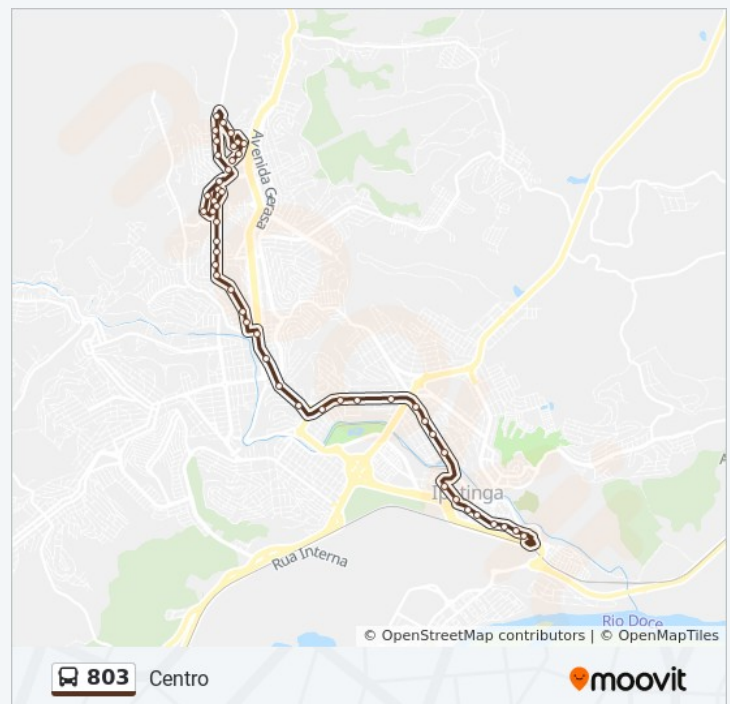 Avenida Gerasa
Ipatinga
Rua Interna
Rio Doce
A
© OpenStreetMap contributors | © OpenMapTiles
803 Centro
moovit